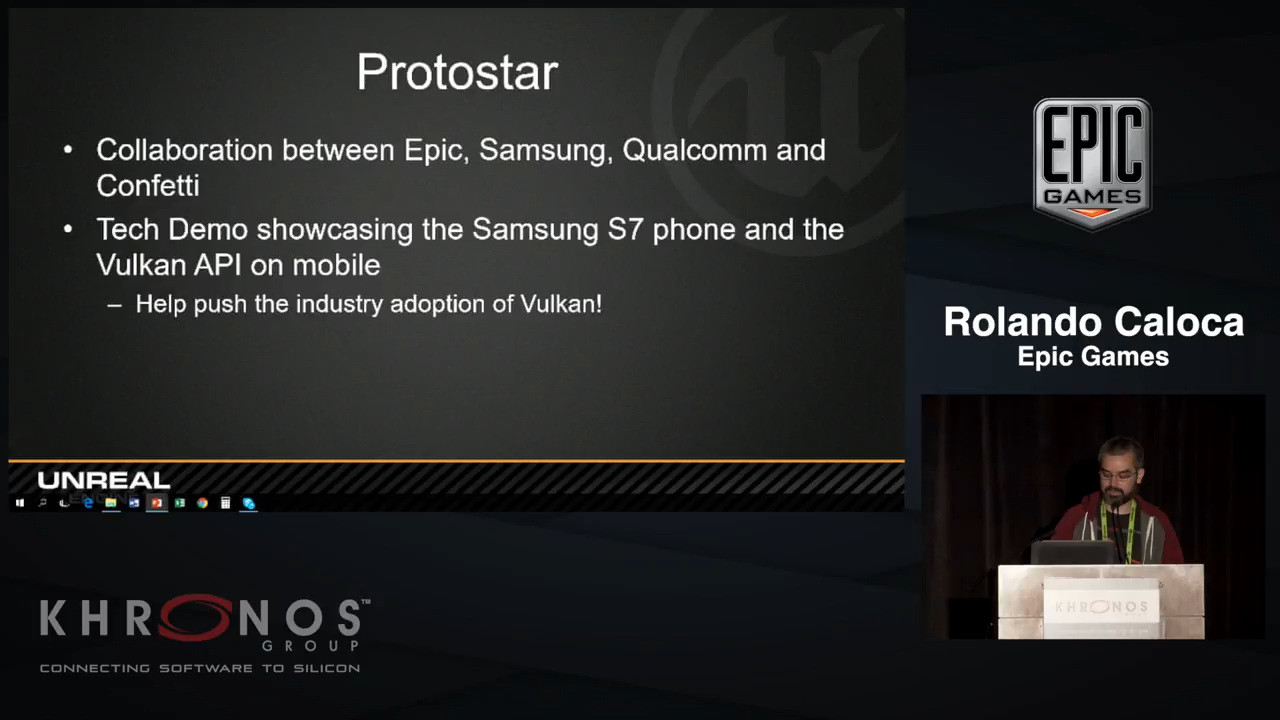 Protostar
• Collaboration between Epic, Samsung, Qualcomm and
Confetti
• Tech Demo showcasing the Samsung S7 phone and the
Vulkan API on mobile
– Help push the industry adoption of Vulkan!
UNREAL
EPIC
GAMES
Rolando Caloca
Epic Games
KHRONOS
KHRONOS™
GROUP
CONNECTING SOFTWARE TO SILICON